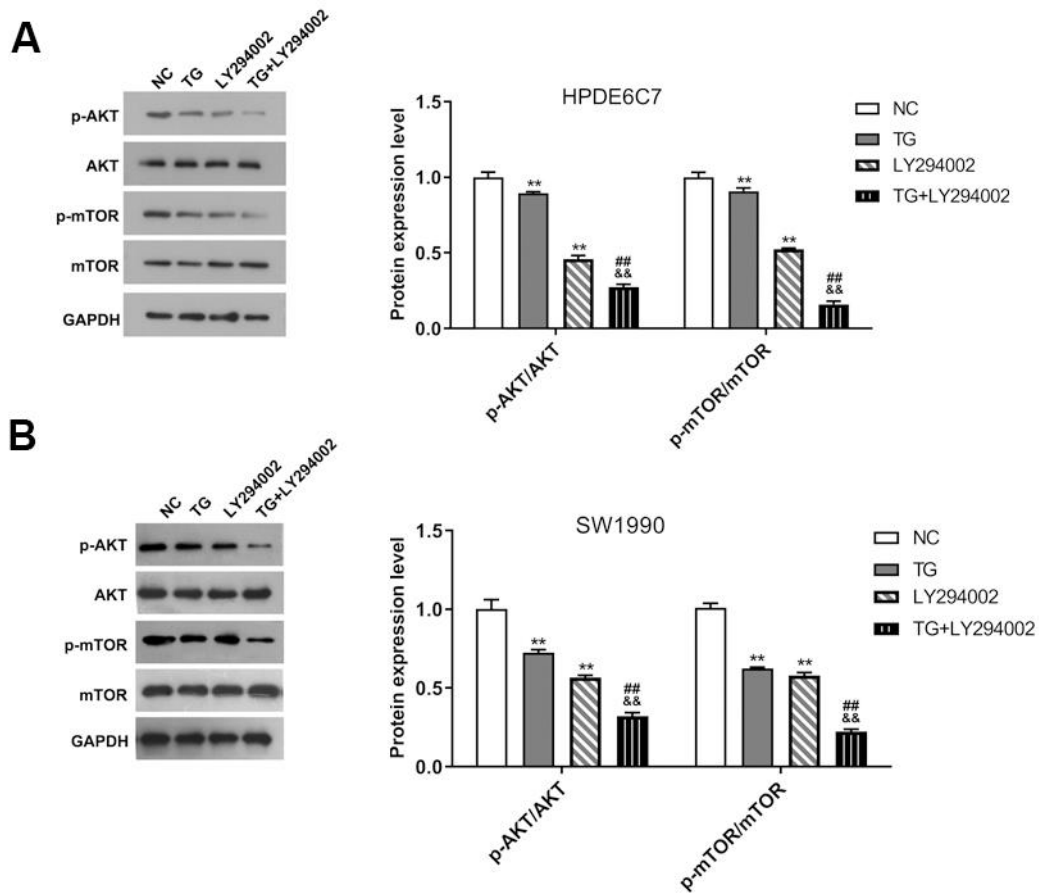 A
NC TG LY294002 TG+LY294002
p-AKT
AKT
p-mTOR
mTOR
GAPDH
HPDE6C7
Protein expression level
1.5
1.0
0.5
0.0
** ** ## &&
** ** ## &&
p-AKT/AKT
p-mTOR/mTOR
NC
TG
LY294002
TG+LY294002
B
NC TG LY294002 TG+LY294002
p-AKT
AKT
p-mTOR
mTOR
GAPDH
SW1990
Protein expression level
1.5
1.0
0.5
0.0
** ** ## &&
** ** ## &&
p-AKT/AKT
p-mTOR/mTOR
NC
TG
LY294002
TG+LY294002